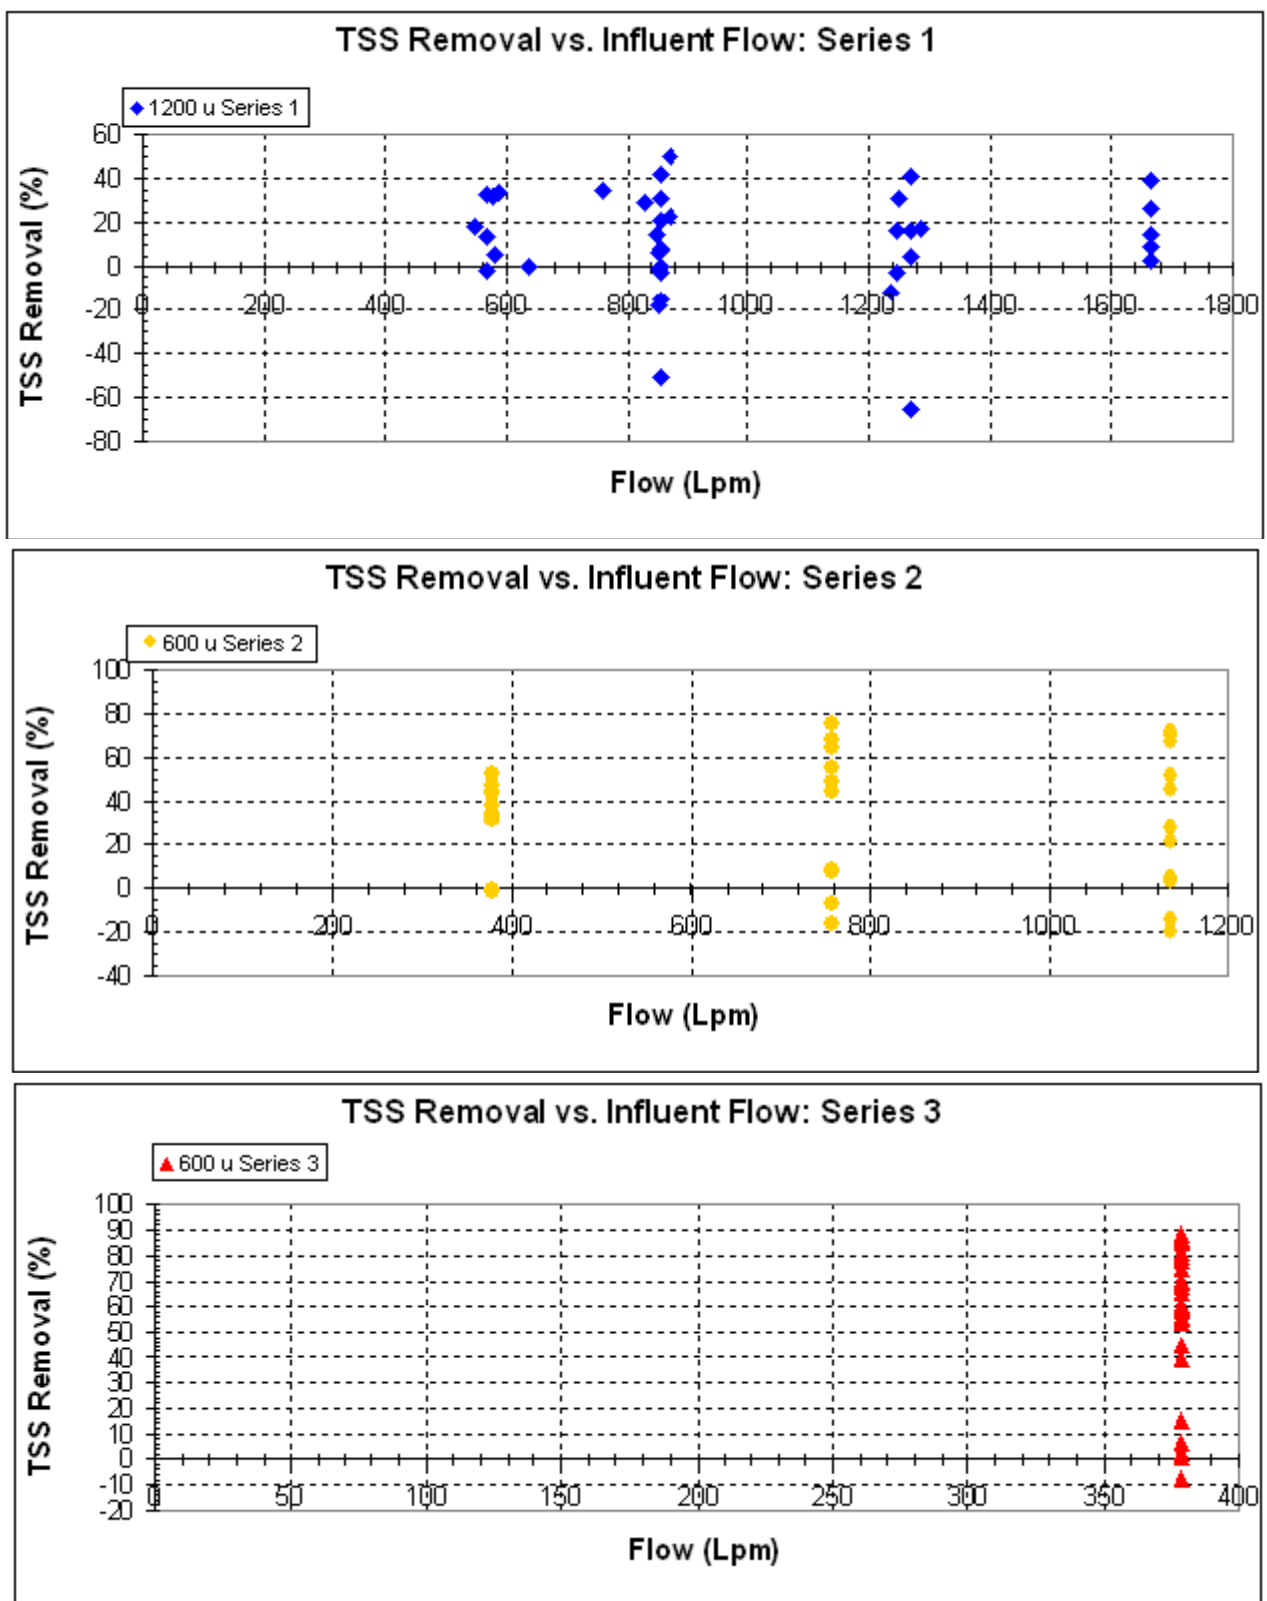 TSS Removal vs. Influent Flow: Series 1
1200 u Series 1
TSS Removal (%)
60
40
20
0
-20
-40
-60
-80
0 200 400 600 800 1000 1200 1400 1600 1800
Flow (Lpm)
TSS Removal vs. Influent Flow: Series 2
600 u Series 2
TSS Removal (%)
100
80
60
40
20
0
-20
-40
0 200 400 600 800 1000 1200
Flow (Lpm)
TSS Removal vs. Influent Flow: Series 3
600 u Series 3
TSS Removal (%)
100
90
80
70
60
50
40
30
20
10
0
-10
-20
0 50 100 150 200 250 300 350 400
Flow (Lpm)